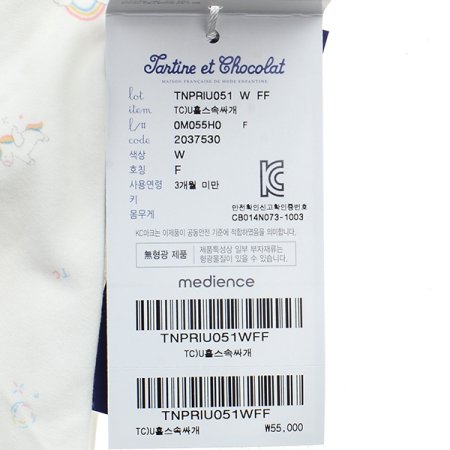 Tartine et Chocolat
MAISON FRANÇAISE DE MODE ENFANTINE
lot TNPRIU051 W FF
item TC)U홀스속싸개
l/# 0M055H0 F
code 2037530
색상 W
호칭 F
사용연령 3개월 미만
키
몸무게
KC
안전확인신고확인증번호
CB014N073-1003
KC마크는 이제품이 공통안전 기준에 적합하였음을 의미합니다.
無형광 제품
제품특성상 일부 부자재류는
형광물질이 있을 수 있습니다.
medience
TNPRIU051WFF
TC)U홀스속싸개
TNPRIU051WFF
TC)U홀스속싸개 ₩55,000